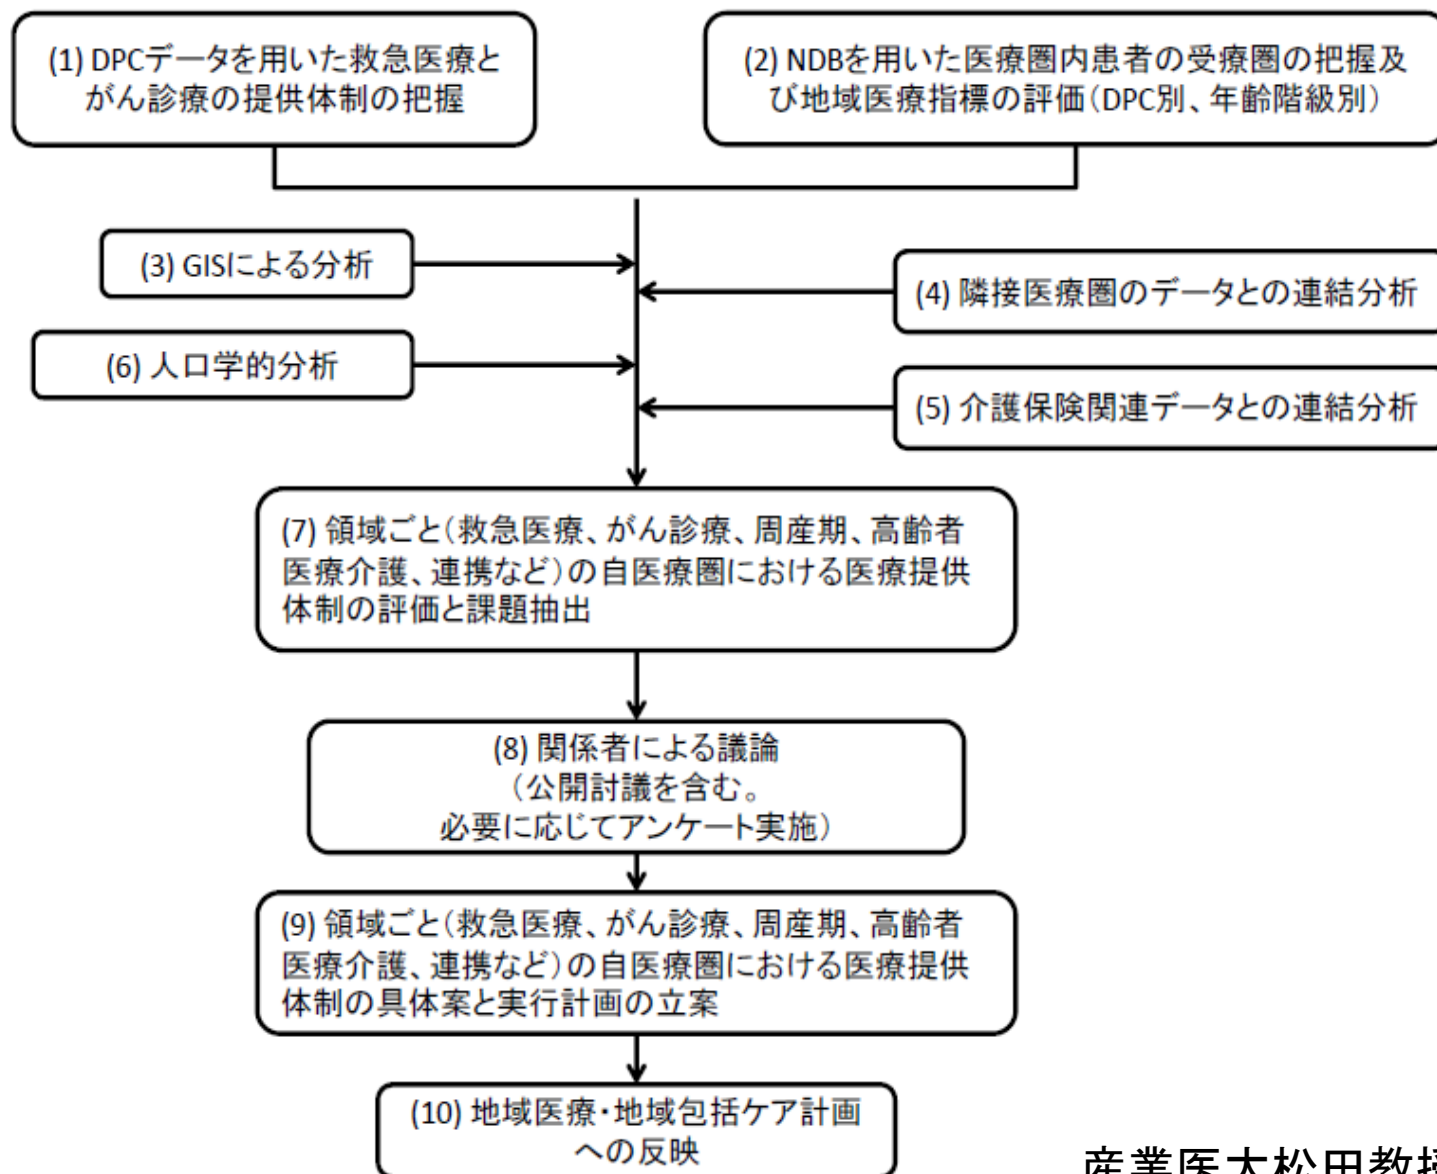 (1) DPCデータを用いた救急医療と
がん診療の提供体制の把握
(2) NDBを用いた医療圏内患者の受療圏の把握及
び地域医療指標の評価(DPC別、年齢階級別)
(3) GISによる分析
(4) 隣接医療圏のデータとの連結分析
(6) 人口学的分析
(5) 介護保険関連データとの連結分析
(7) 領域ごと(救急医療、がん診療、周産期、高齢者
医療介護、連携など)の自医療圏における医療提供
体制の評価と課題抽出
(8) 関係者による議論
(公開討議を含む。
必要に応じてアンケート実施)
(9) 領域ごと(救急医療、がん診療、周産期、高齢者
医療介護、連携など)の自医療圏における医療提供
体制の具体案と実行計画の立案
(10) 地域医療・地域包括ケア計画
への反映
産業医大松田教授